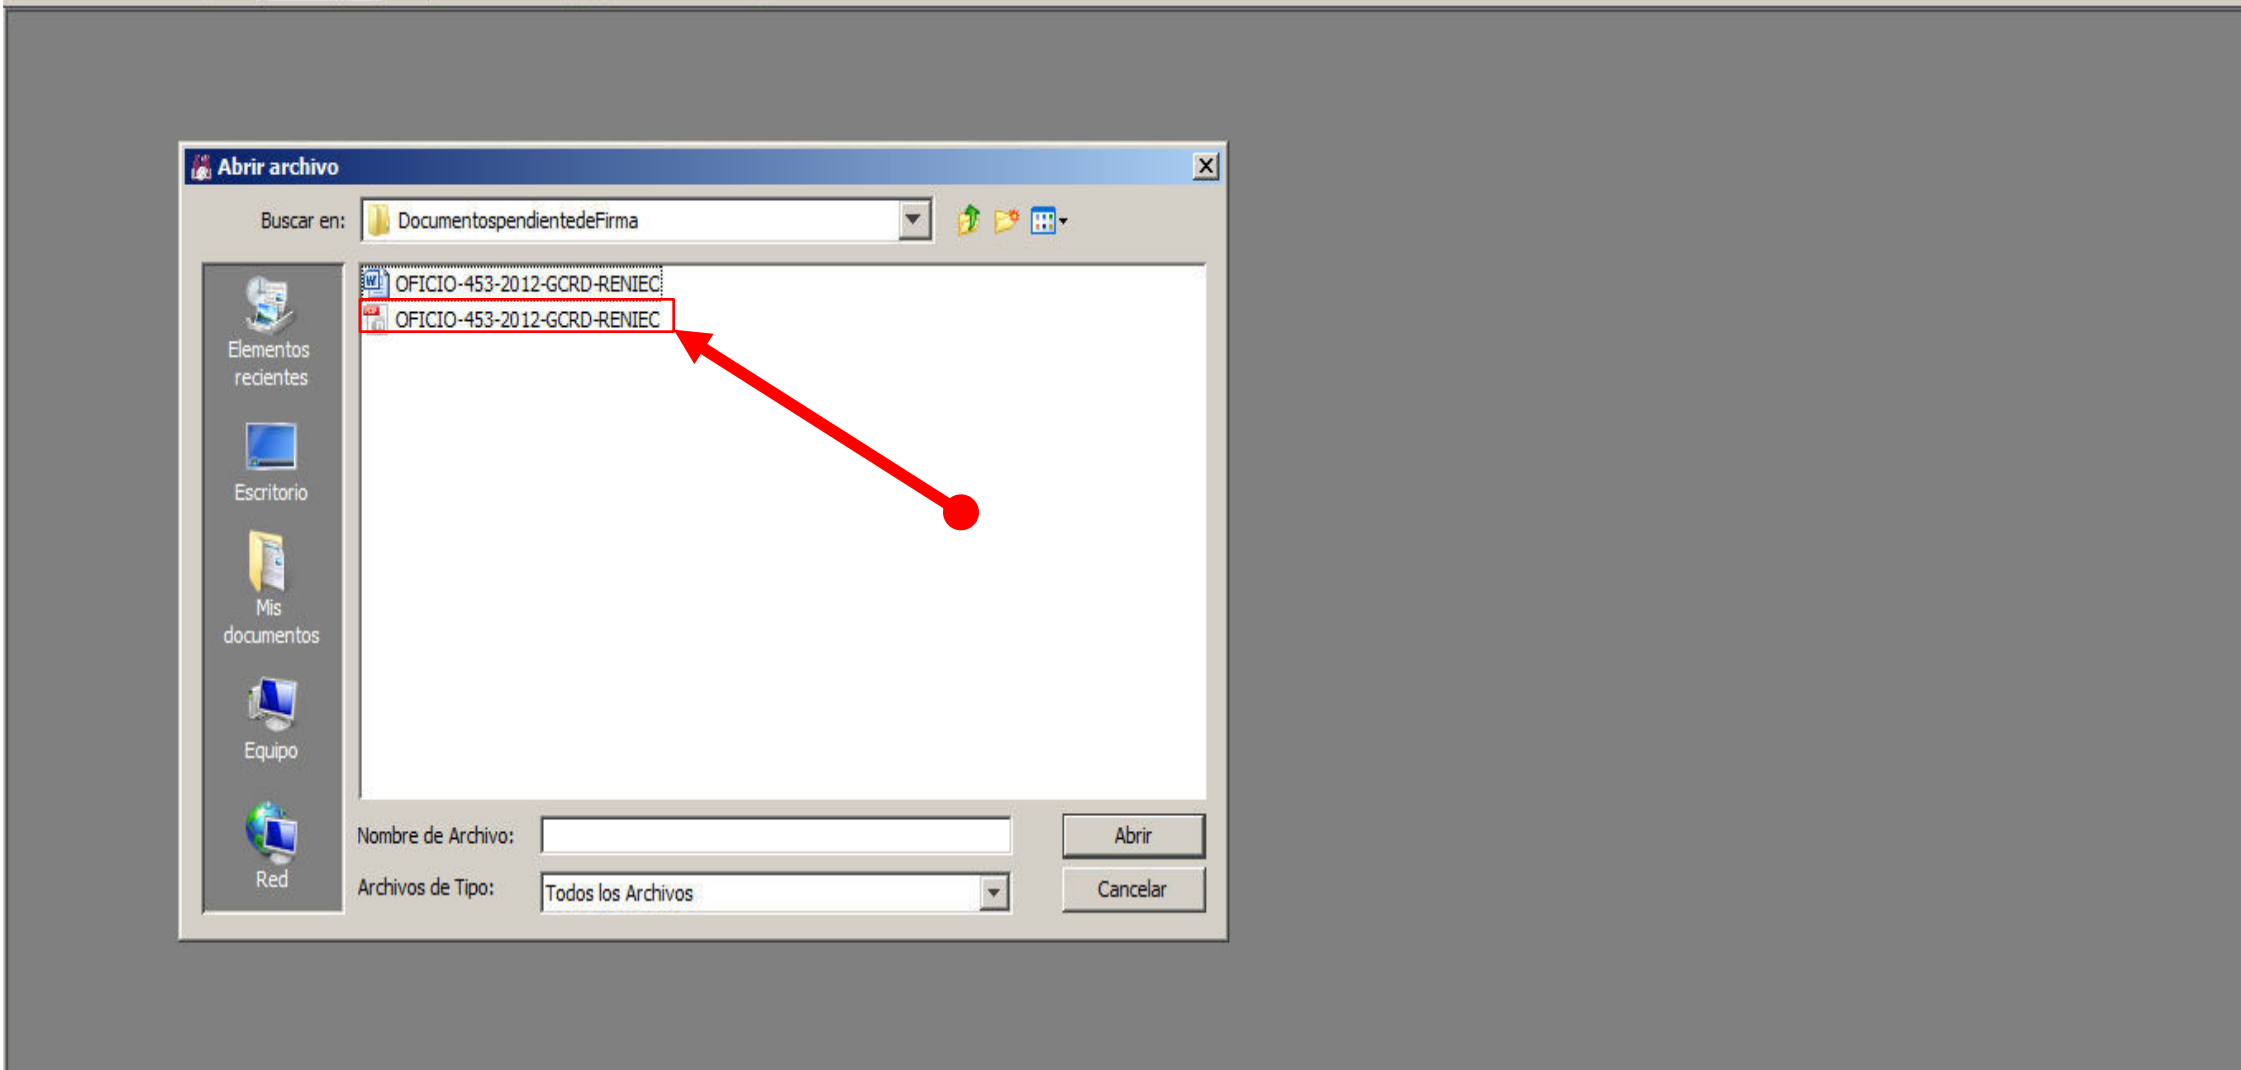 Abrir archivo
Buscar en:
DocumentospendientedeFirma
OFICIO-453-2012-GCRD-RENIEC
OFICIO-453-2012-GCRD-RENIEC
Elementos
recientes
Escritorio
Mis
documentos
Equipo
Red
Nombre de Archivo:
Abrir
Archivos de Tipo:
Todos los Archivos
Cancelar